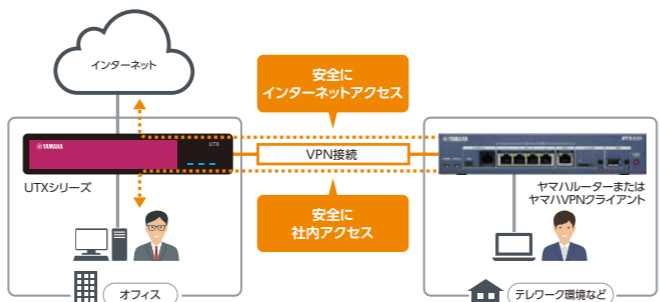 インターネット
安全に
インターネットアクセス
YAMAHA
UTX
VPN接続
YAMAHA
UTXシリーズ
ヤマハルーターまたは
ヤマハVPNクライアント
安全に
社内アクセス
オフィス
テレワーク環境など